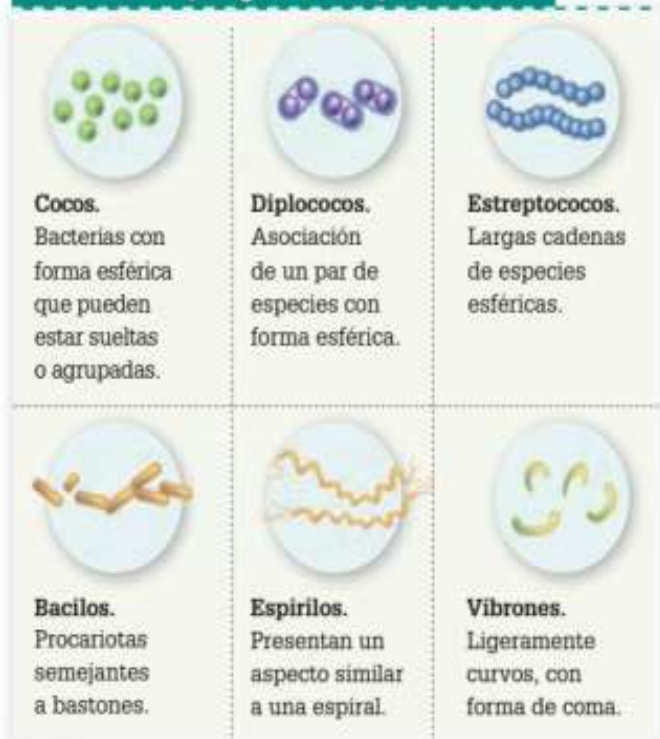 Cocos.
Bacterias con
forma esférica
que pueden
estar sueltas
o agrupadas.
Diplococos.
Asociación
de un par de
especies con
forma esférica.
Estreptococos.
Largas cadenas
de especies
esféricas.
Bacilos.
Procariotas
semejantes
a bastones.
Espirilos.
Presentan un
aspecto similar
a una espiral.
Vibrones.
Ligeramente
curvos, con
forma de coma.